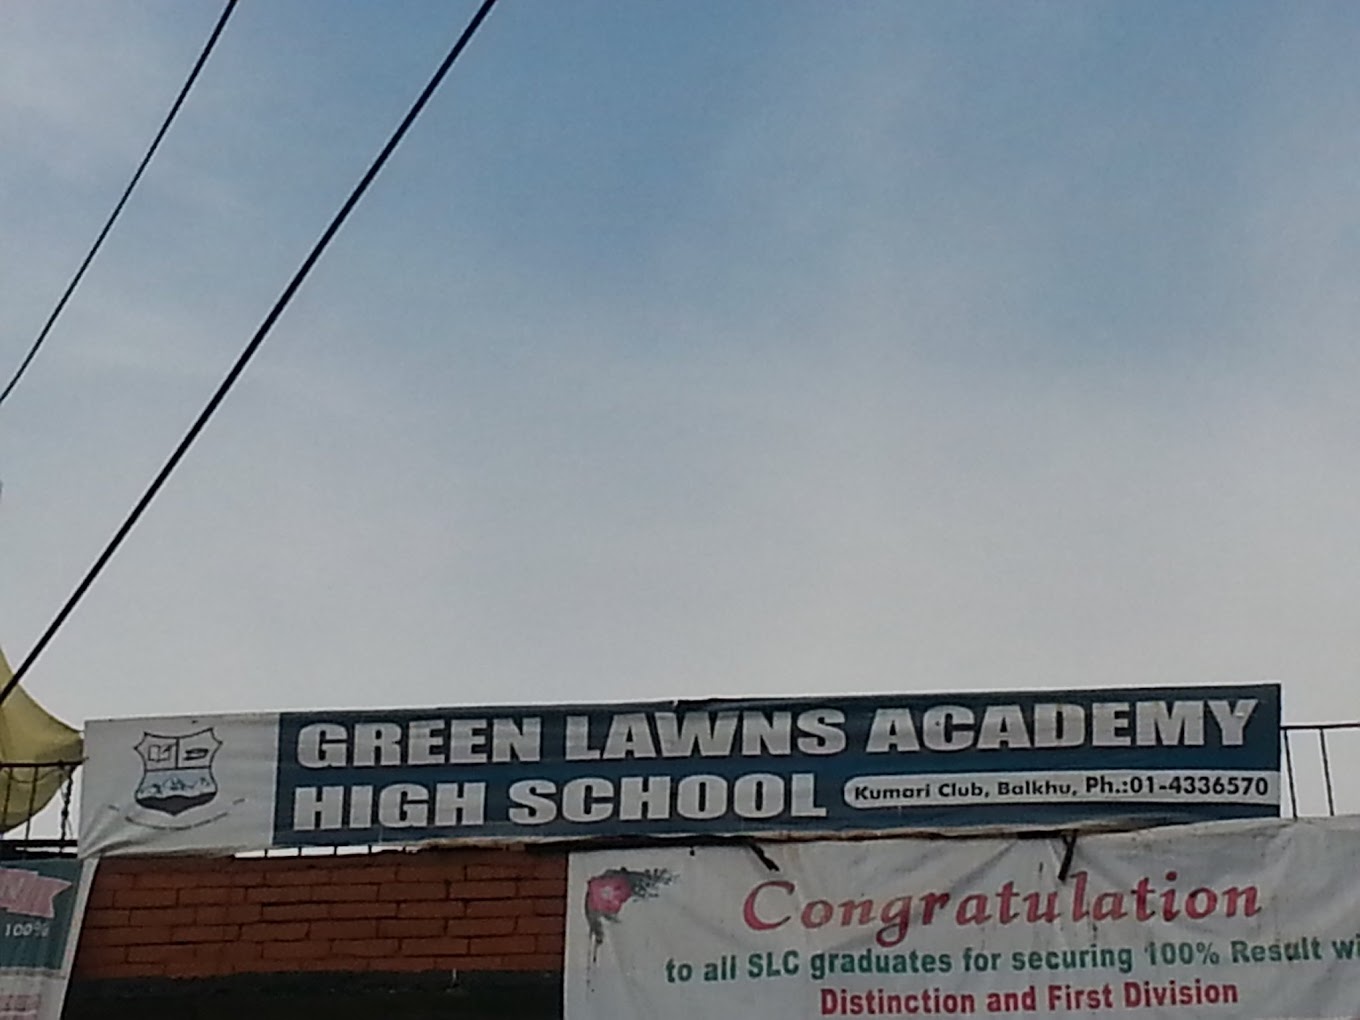 GREEN LAWNS ACADEMY
HIGH SCHOOL
Kumari Club, Balkhu, Ph.:01-4336570
Congratulation
to all SLC graduates for securing 100% Result wi
Distinction and First Division
100%